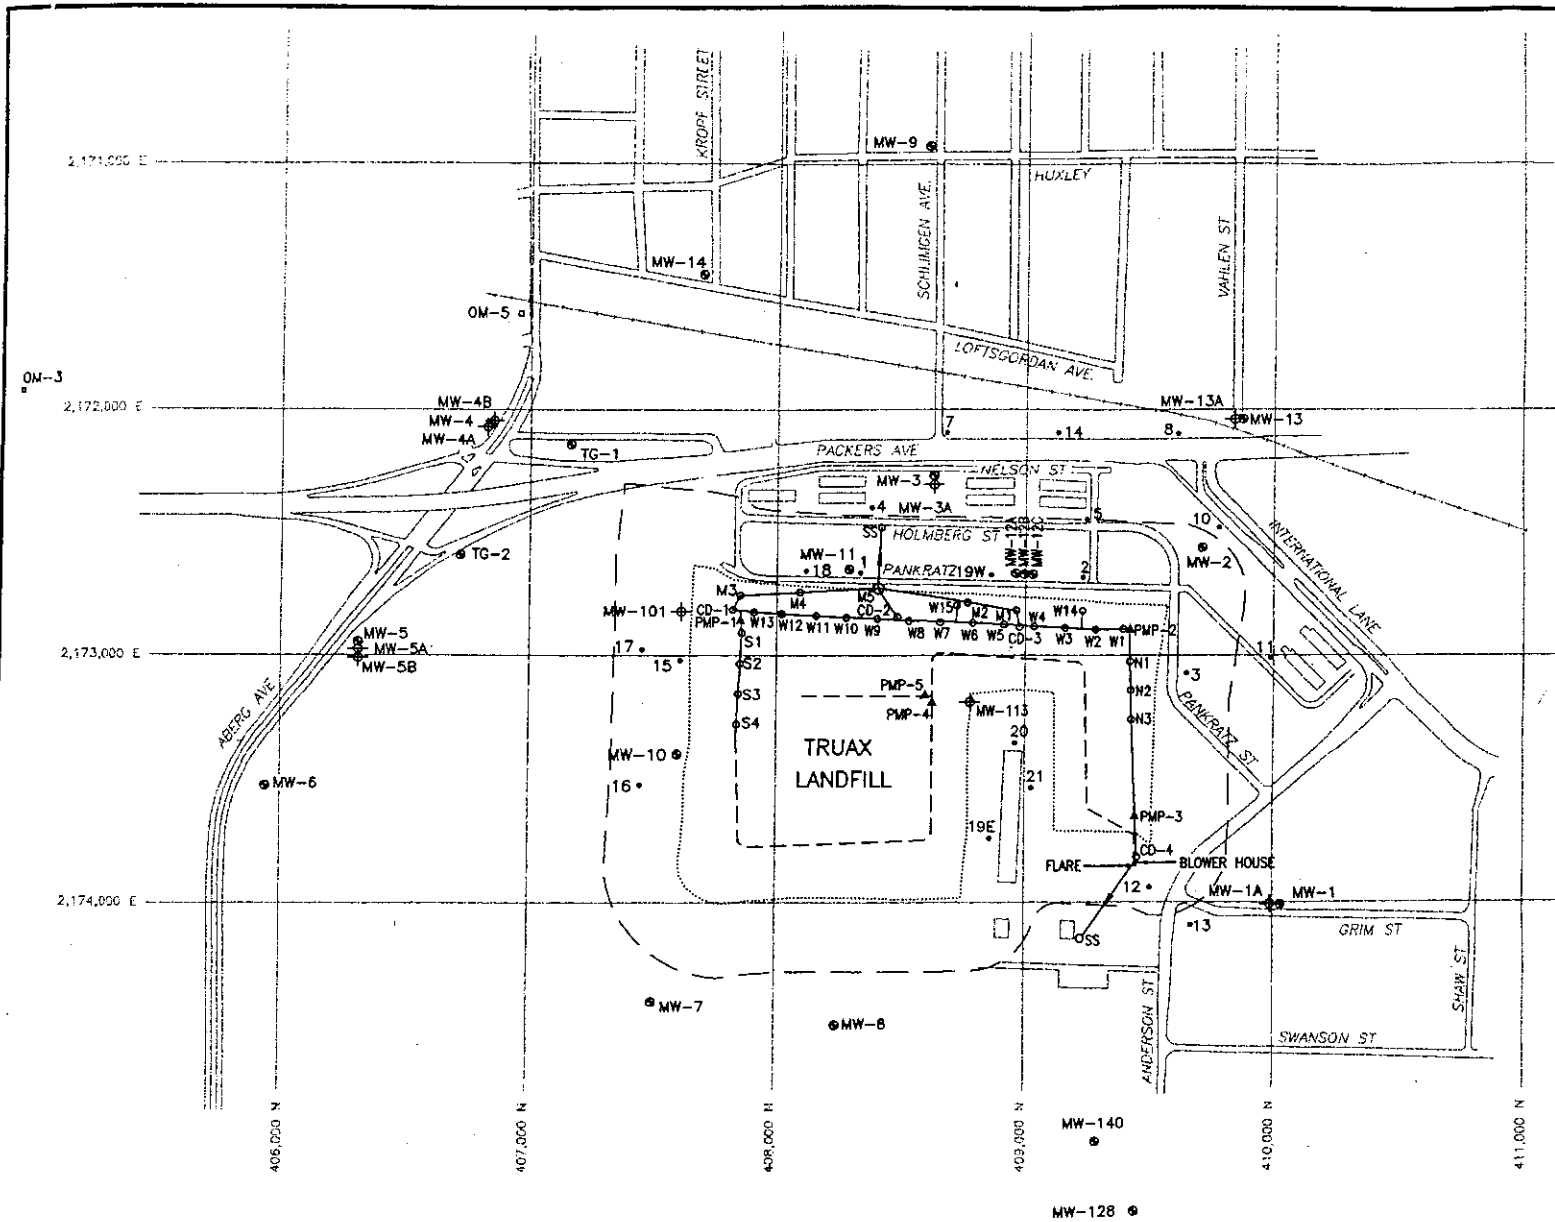 KROPF STREET
MW-9
2,171,000 E
HUXLEY
SCHLIMGEN AVE.
VAHLEN ST
MW-14
OM-5
LOFTSGORDAN AVE.
OM-3
2,172,000 E
MW-4B
MW-4
MW-4A
MW-13A
MW-13
7
14
8
TG-1
PACKERS AVE
NELSON ST
MW-3
MW-3A
4
5
10
SS
HOLMBERG ST
MW-12A
MW-12B
MW-12C
INTERNATIONAL LANE
TG-2
MW-2
MW-11
18
1
PANKRATZ
19W
2
M3
M4
M5
MW-101
CD-1
PMP-1
W13
W12
W11
W10
W9
CD-2
W8
W7
W15
M2
W6
M1
W5
CD-3
W4
W3
W14
W2
W1
PMP-2
MW-5
MW-5A
MW-5B
S1
17
15
S2
2,173,000 E
N1
11
3
S3
PMP-5
PMP-4
MW-113
N2
PANKRATZ ST
S4
N3
ABERG AVE
20
TRUAX
LANDFILL
MW-10
MW-6
16
21
PMP-3
19E
CD-4
FLARE
BLOWER HOUSE
12
MW-1A
MW-1
2,174,000 E
13
GRIM ST
SS
SHAW ST
ANDERSON ST
MW-7
MW-8
SWANSON ST
406,000 N
407,000 N
408,000 N
409,000 N
410,000 N
411,000 N
MW-140
MW-128